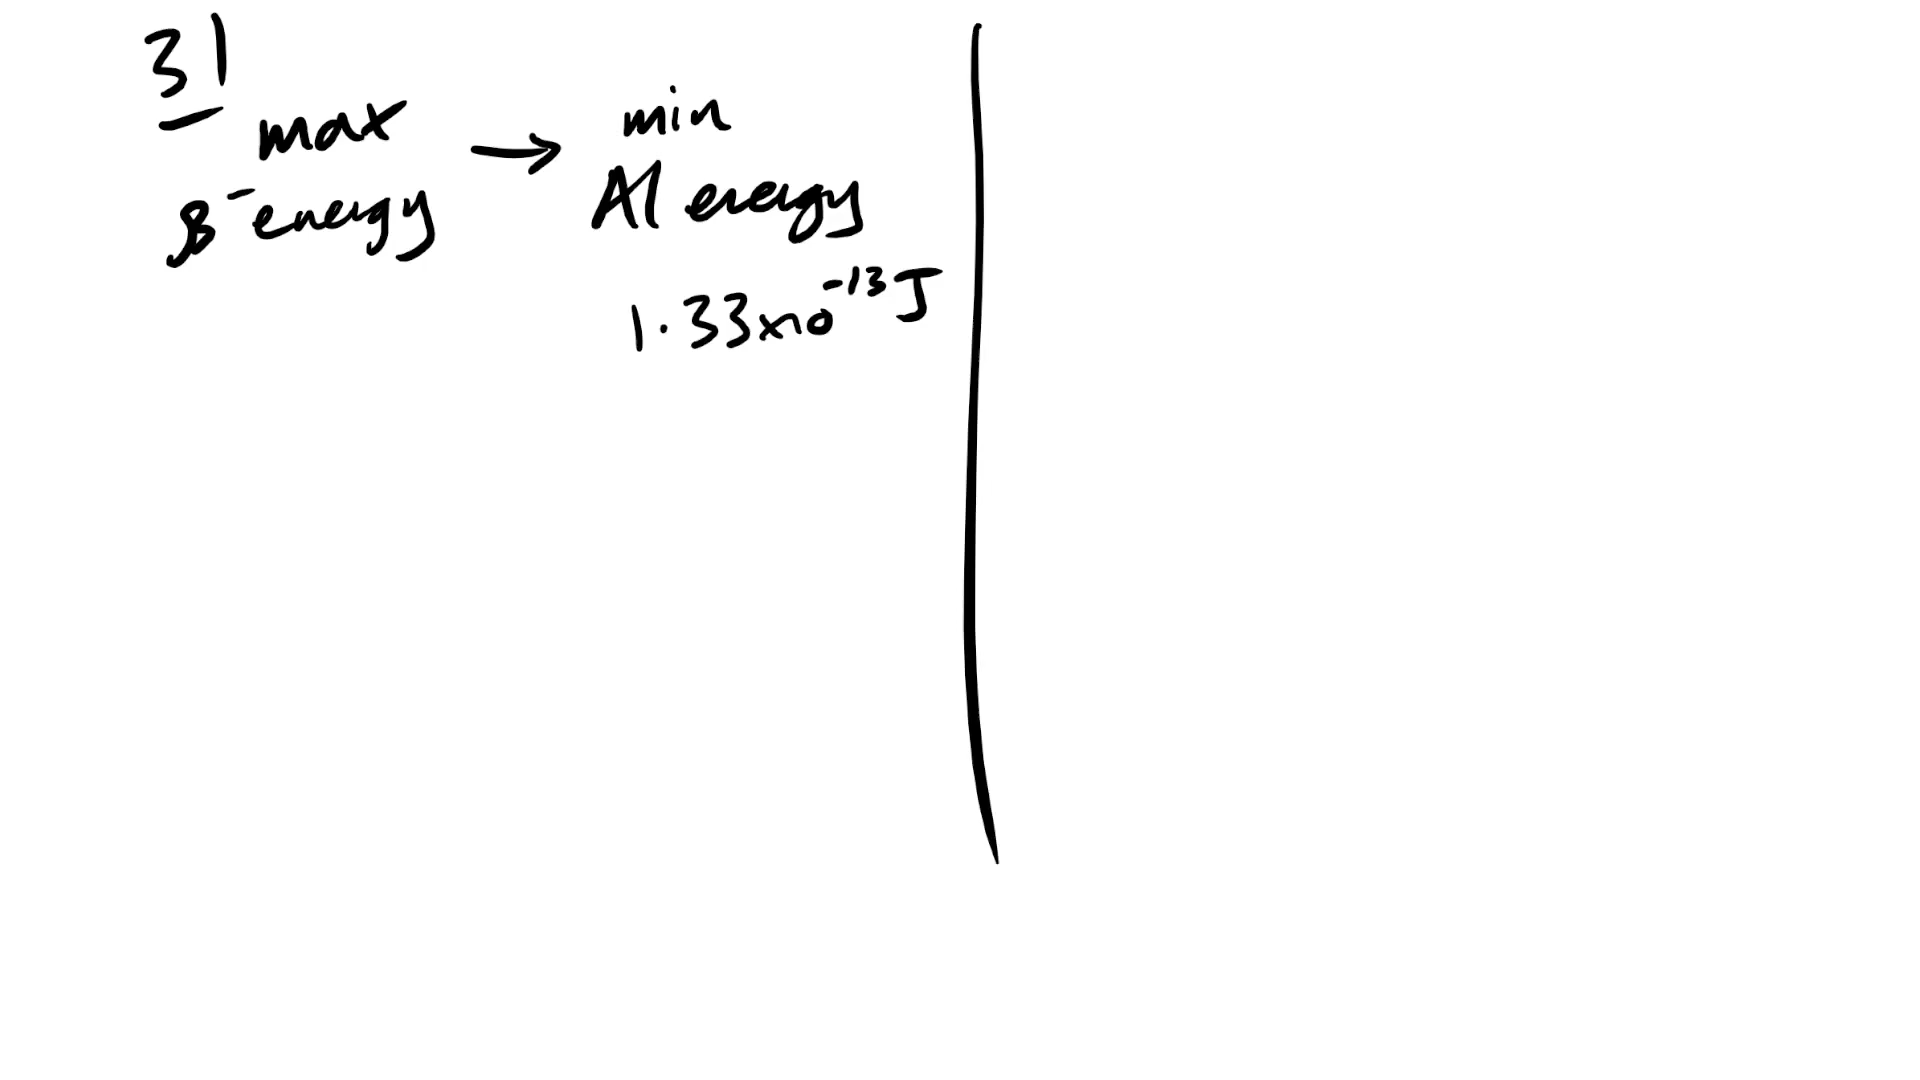 31
max → min
β⁻ energy Al energy
1.33x10⁻¹³J